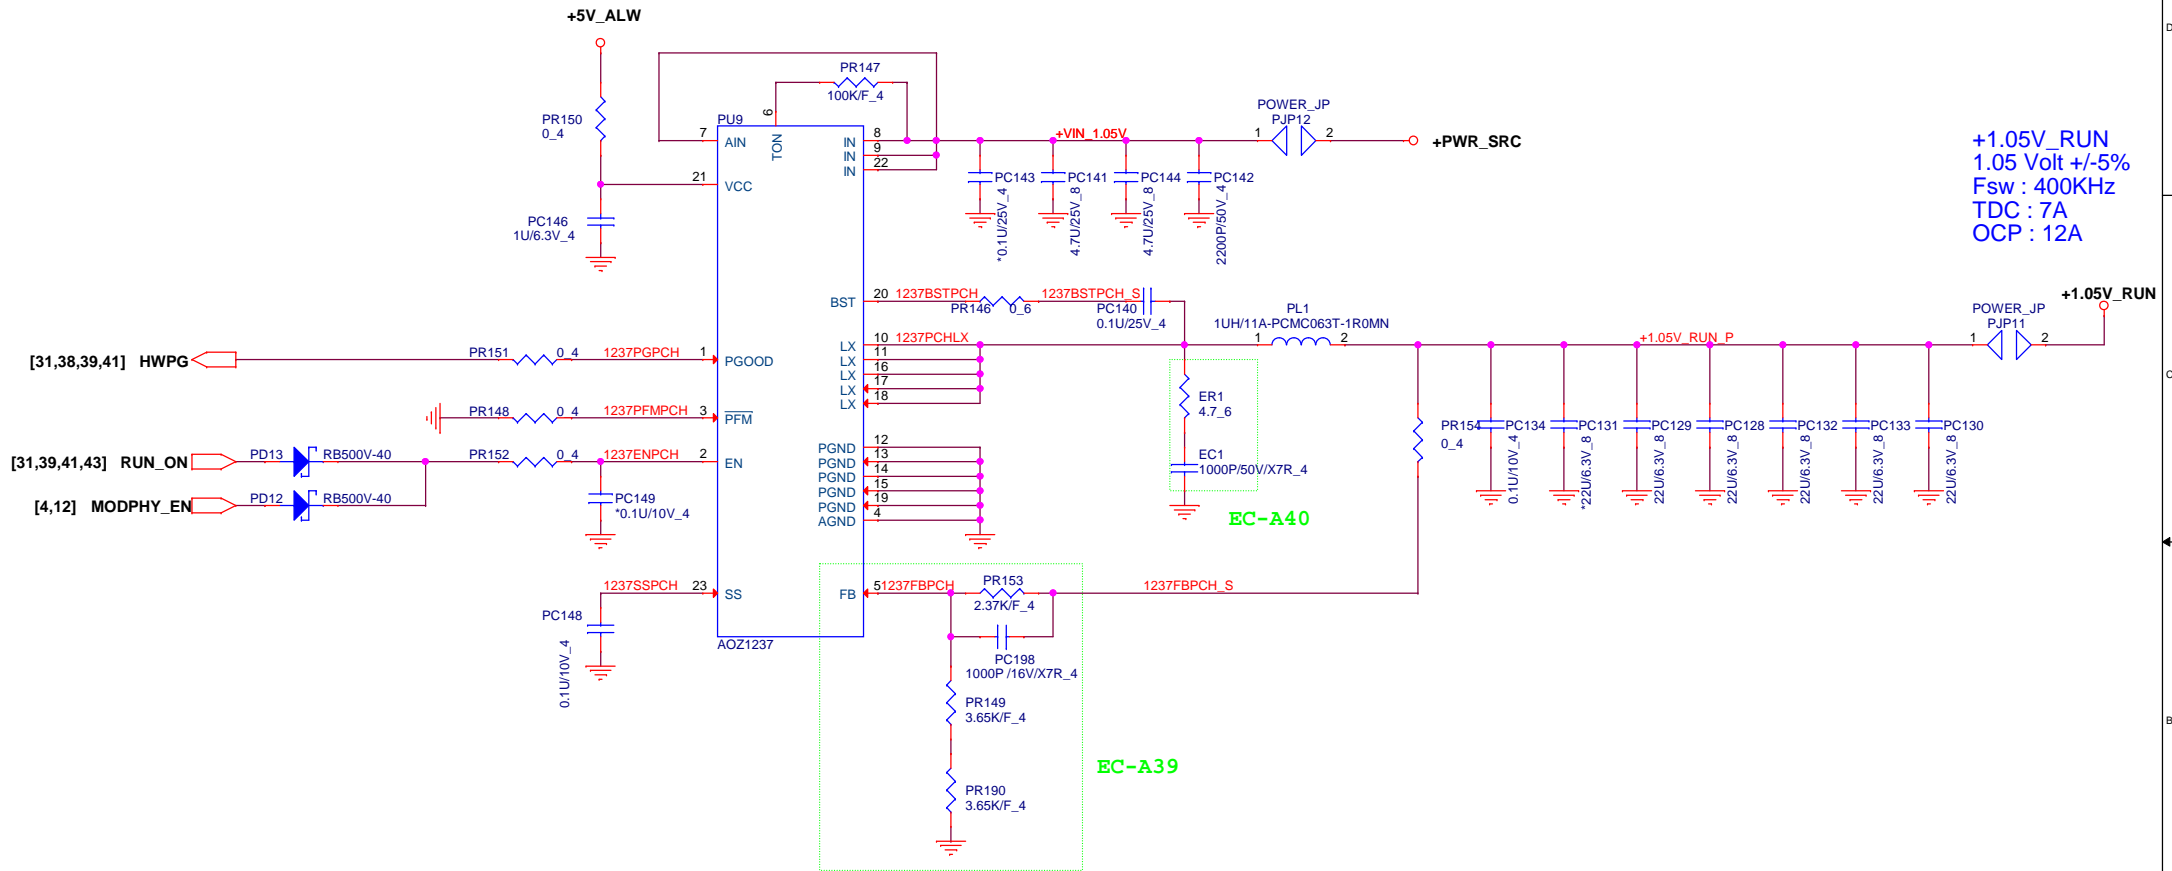 +5V_ALW
PR150
0_4
PC146
1U/6.3V_4
PR147
100K/F_4
PU9
6
TON
7
AIN
21
VCC
IN
8
IN
9
IN
22
+VIN_1.05V
POWER_JP
PJP12
1
2
+PWR_SRC
PC143
*0.1U/25V_4
PC141
4.7U/25V_8
PC144
4.7U/25V_8
PC142
2200P/50V_4
+1.05V_RUN
1.05 Volt +/-5%
Fsw : 400KHz
TDC : 7A
OCP : 12A
BST
20
1237BSTPCH
PR146
0_6
1237BSTPCH_S
PC140
0.1U/25V_4
PL1
1UH/11A-PCMC063T-1R0MN
1
2
LX
10
1237PCHLX
LX
11
LX
16
LX
17
LX
18
+1.05V_RUN_P
POWER_JP
PJP11
1
2
+1.05V_RUN
[31,38,39,41] HWPG
PR151
0_4
1237PGPCH
1
PGOOD
PR148
0_4
1237PFMPCH
3
PFM
[31,39,41,43] RUN_ON
PD13
RB500V-40
PR152
0_4
1237ENPCH
2
EN
[4,12] MODPHY_EN
PD12
RB500V-40
PC149
*0.1U/10V_4
ER1
4.7_6
EC1
1000P/50V/X7R_4
EC-A40
PGND
12
PGND
13
PGND
14
PGND
15
PGND
19
AGND
4
PR154
0_4
PC134
0.1U/10V_4
PC131
*22U/6.3V_8
PC129
22U/6.3V_8
PC128
22U/6.3V_8
PC132
22U/6.3V_8
PC133
22U/6.3V_8
PC130
22U/6.3V_8
1237SSPCH
23
SS
PC148
0.1U/10V_4
AOZ1237
FB
5
1237FBPCH
PR153
2.37K/F_4
1237FBPCH_S
PC198
1000P/16V/X7R_4
PR149
3.65K/F_4
PR190
3.65K/F_4
EC-A39
D
C
B